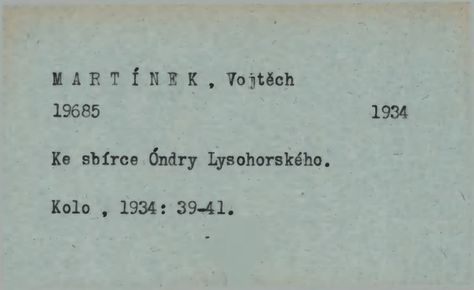 M A R T Í N E K , Vojtěch
19685 1934
Ke sbírce Óndry Lysohorského.
Kolo , 1934: 39-41.